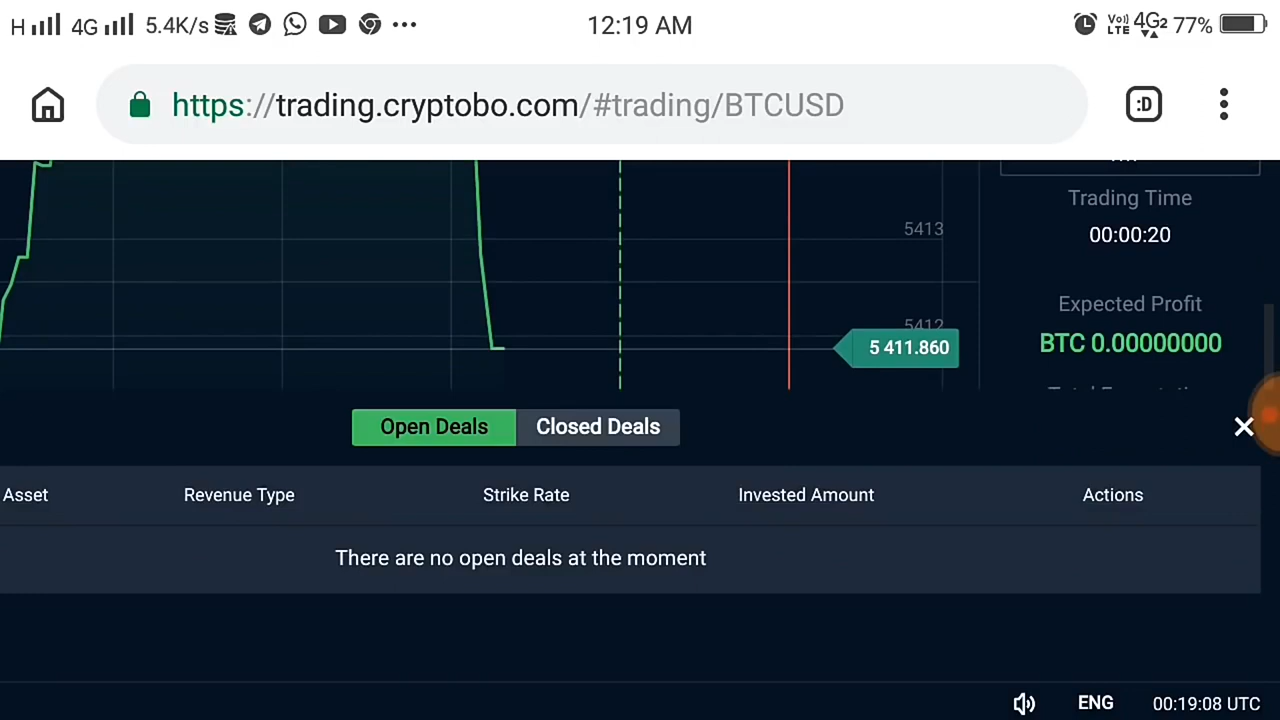 H 4G 5.4K/s 12:19 AM VoI) LTE 4G2 77%
https://trading.cryptobo.com/#trading/BTCUSD :D
Trading Time
5413
00:00:20
Expected Profit
5412
BTC 0.00000000
5 411.860
Open Deals Closed Deals
Asset Revenue Type Strike Rate Invested Amount Actions
There are no open deals at the moment
ENG 00:19:08 UTC